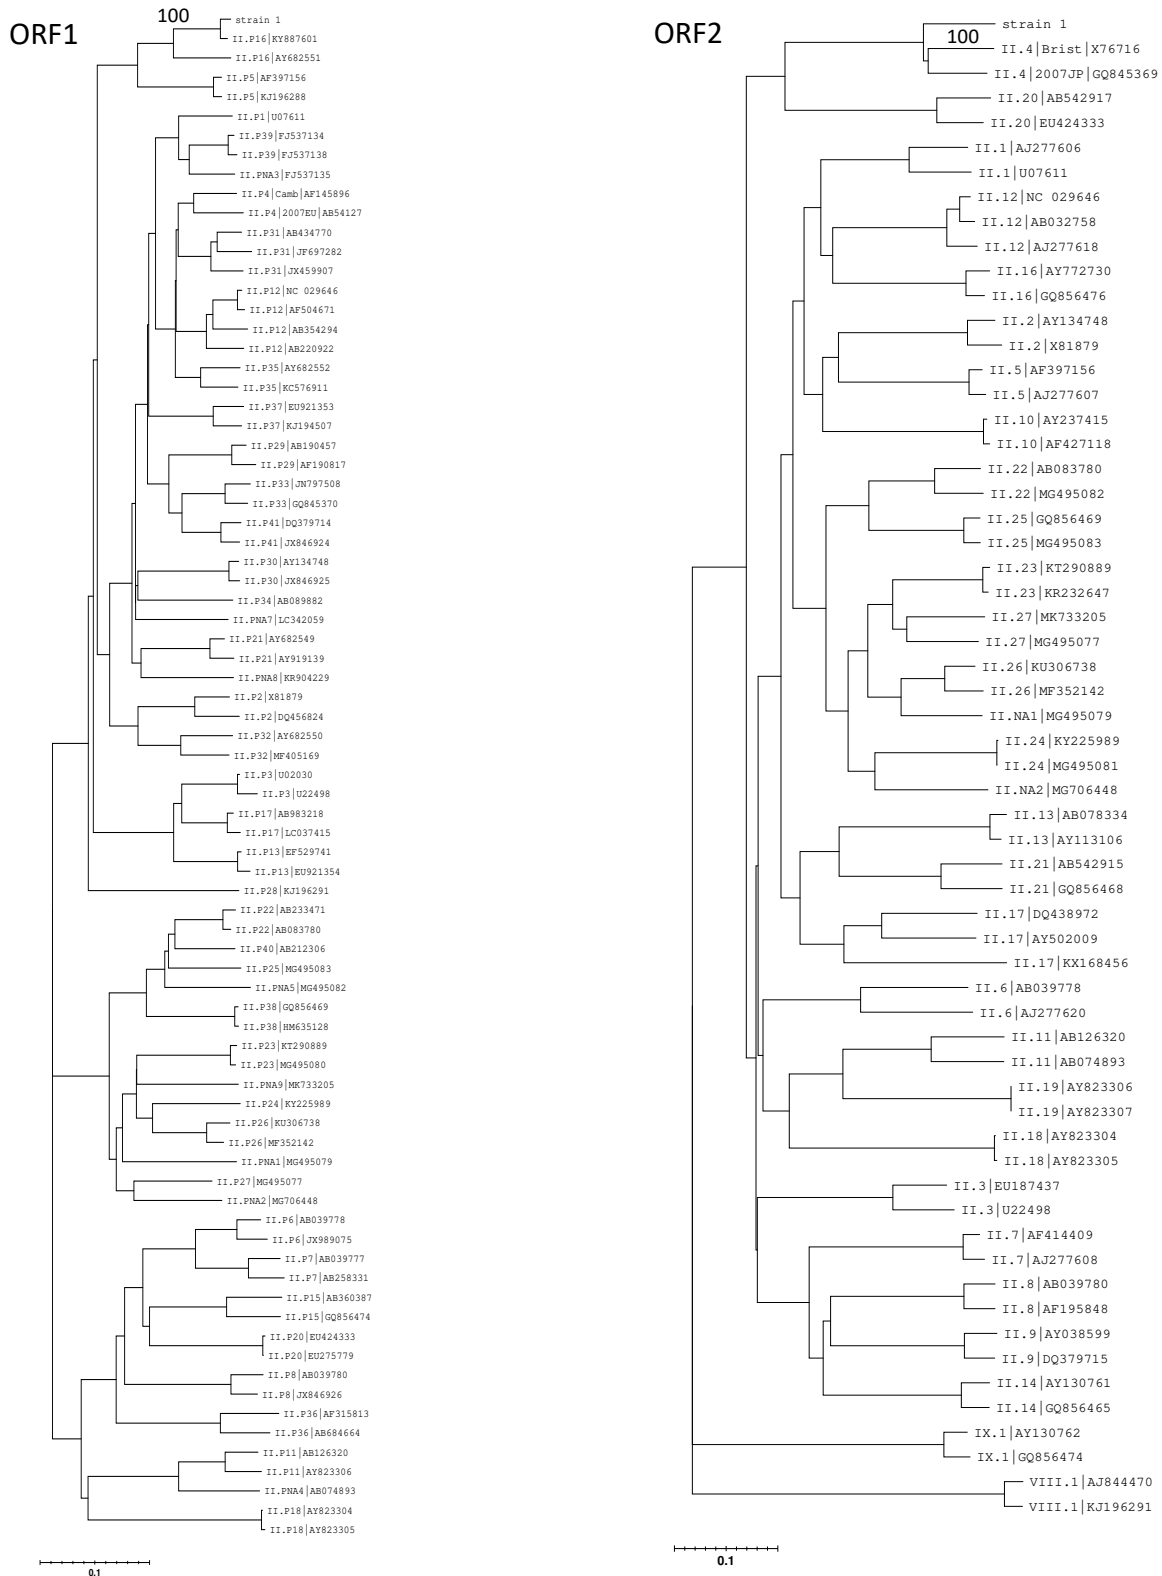 ORF1
100
strain 1
II.P16|KY887601
II.P16|AY682551
II.P5|AF397156
II.P5|KJ196288
II.P1|U07611
II.P39|FJ537134
II.P39|FJ537138
II.PNA3|FJ537135
II.P4|Camb|AF145896
II.P4|2007EU|AB54127
II.P31|AB434770
II.P31|JF697282
II.P31|JX459907
II.P12|NC 029646
II.P12|AF504671
II.P12|AB354294
II.P12|AB220922
II.P35|AY682552
II.P35|KC576911
II.P37|EU921353
II.P37|KJ194507
II.P29|AB190457
II.P29|AF190817
II.P33|JN797508
II.P33|GQ845370
II.P41|DQ379714
II.P41|JX846924
II.P30|AY134748
II.P30|JX846925
II.P34|AB089882
II.PNA7|LC342059
II.P21|AY682549
II.P21|AY919139
II.PNA8|KR904229
II.P2|X81879
II.P2|DQ456824
II.P32|AY682550
II.P32|MF405169
II.P3|U02030
II.P3|U22498
II.P17|AB983218
II.P17|LC037415
II.P13|EF529741
II.P13|EU921354
II.P28|KJ196291
II.P22|AB233471
II.P22|AB083780
II.P40|AB212306
II.P25|MG495083
II.PNA5|MG495082
II.P38|GQ856469
II.P38|HM635128
II.P23|KT290889
II.P23|MG495080
II.PNA9|MK733205
II.P24|KY225989
II.P26|KU306738
II.P26|MF352142
II.PNA1|MG495079
II.P27|MG495077
II.PNA2|MG706448
II.P6|AB039778
II.P6|JX989075
II.P7|AB039777
II.P7|AB258331
II.P15|AB360387
II.P15|GQ856474
II.P20|EU424333
II.P20|EU275779
II.P8|AB039780
II.P8|JX846926
II.P36|AF315813
II.P36|AB684664
II.P11|AB126320
II.P11|AY823306
II.PNA4|AB074893
II.P18|AY823304
II.P18|AY823305
0.1
ORF2
strain 1
100
II.4|Brist|X76716
II.4|2007JP|GQ845369
II.20|AB542917
II.20|EU424333
II.1|AJ277606
II.1|U07611
II.12|NC 029646
II.12|AB032758
II.12|AJ277618
II.16|AY772730
II.16|GQ856476
II.2|AY134748
II.2|X81879
II.5|AF397156
II.5|AJ277607
II.10|AY237415
II.10|AF427118
II.22|AB083780
II.22|MG495082
II.25|GQ856469
II.25|MG495083
II.23|KT290889
II.23|KR232647
II.27|MK733205
II.27|MG495077
II.26|KU306738
II.26|MF352142
II.NA1|MG495079
II.24|KY225989
II.24|MG495081
II.NA2|MG706448
II.13|AB078334
II.13|AY113106
II.21|AB542915
II.21|GQ856468
II.17|DQ438972
II.17|AY502009
II.17|KX168456
II.6|AB039778
II.6|AJ277620
II.11|AB126320
II.11|AB074893
II.19|AY823306
II.19|AY823307
II.18|AY823304
II.18|AY823305
II.3|EU187437
II.3|U22498
II.7|AF414409
II.7|AJ277608
II.8|AB039780
II.8|AF195848
II.9|AY038599
II.9|DQ379715
II.14|AY130761
II.14|GQ856465
IX.1|AY130762
IX.1|GQ856474
VIII.1|AJ844470
VIII.1|KJ196291
0.1